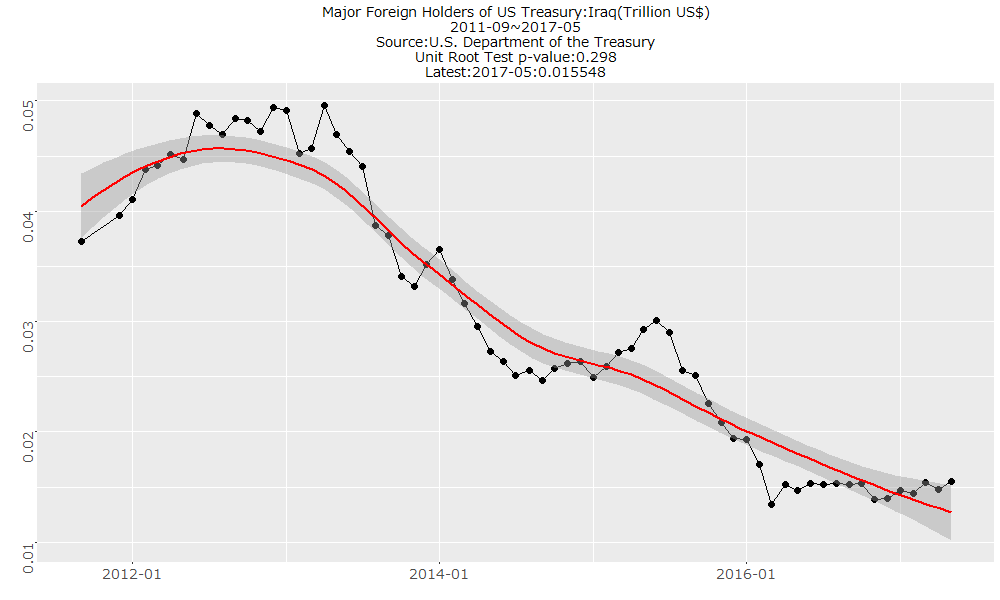 Major Foreign Holders of US Treasury:Iraq(Trillion US$)
2011-09~2017-05
Source:U.S. Department of the Treasury
Unit Root Test p-value:0.298
Latest:2017-05:0.015548
0.05
0.04
0.03
0.02
0.01
2012-01
2014-01
2016-01